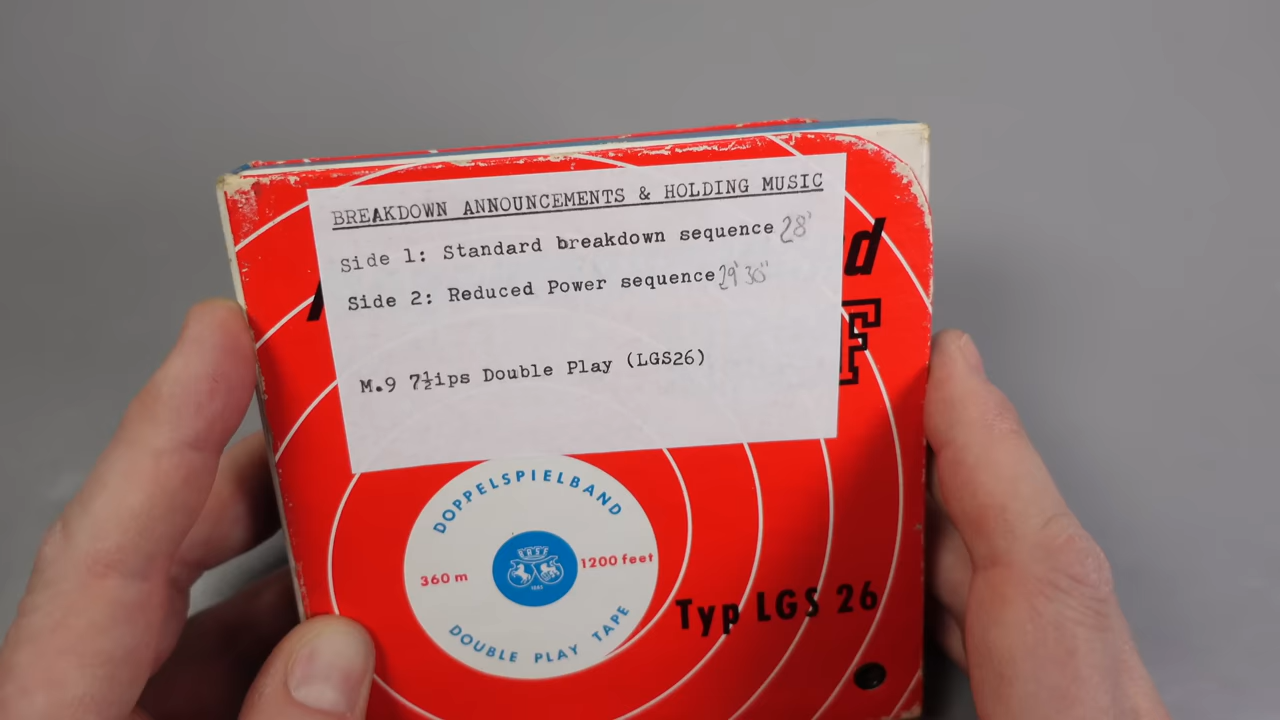 BREAKDOWN ANNOUNCEMENTS & HOLDING MUSIC
Side 1: Standard breakdown sequence 28'
Side 2: Reduced Power sequence 29'30"
M.9 7½ips Double Play (LGS26)
d
F
DOPPELSPIELBAND
360 m
1200 feet
DOUBLE PLAY TAPE
Typ LGS 26